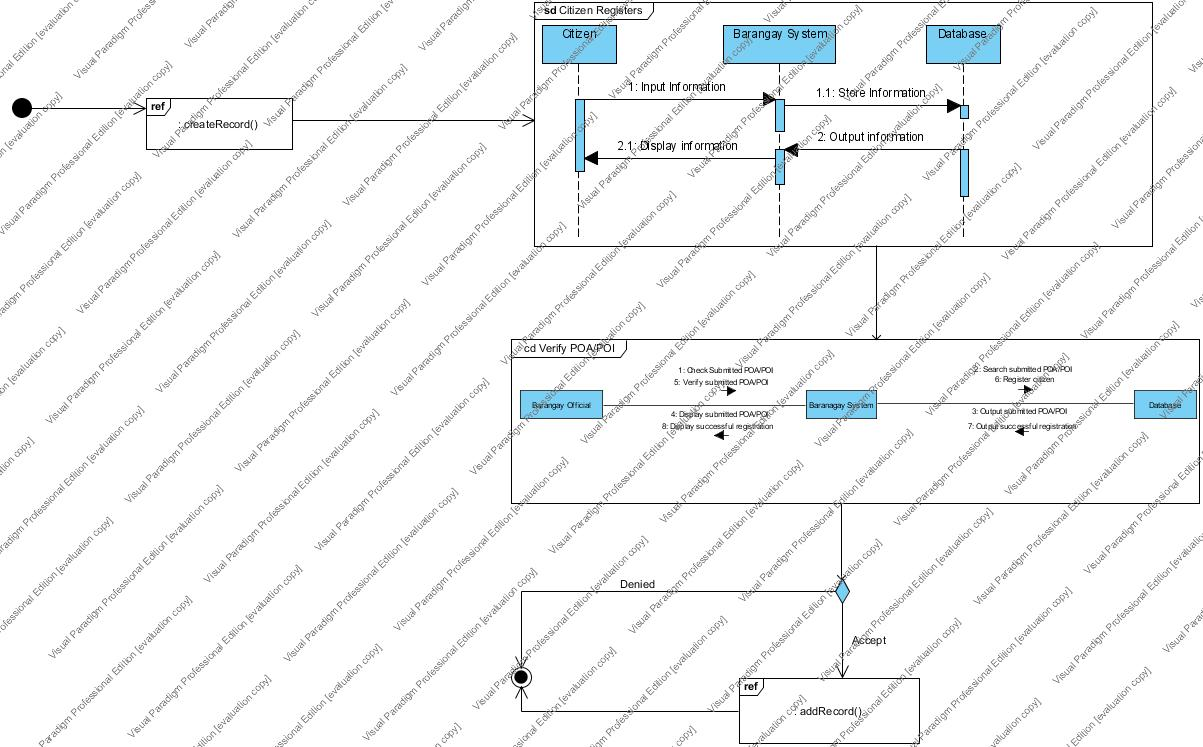 sd Citizen Registers
Citizen
Barangay System
Database
1: Input Information
1.1: Store Information
ref
: createRecord()
2: Output information
2.1: Display information
cd Verify POA/POI
1: Check Submitted POA/POI
2: Search submitted POA/POI
5: Verify submitted POA/POI
6: Register citizen
Barangay Official
Baranagay System
Database
4: Display submitted POA/POI
3: Output submitted POA/POI
8: Display successful registration
7: Output successful registration
Denied
Accept
ref
: addRecord()
Visual Paradigm Professional Edition [evaluation copy]